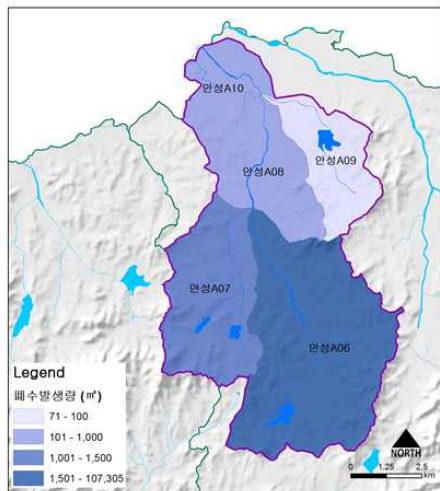 안성A10
안성A09
안성A08
안성A07
안성A06
Legend
폐수발생량 (㎥)
71 - 100
101 - 1,000
1,001 - 1,500
1,501 - 107,305
NORTH
0 1.25 2.5
km